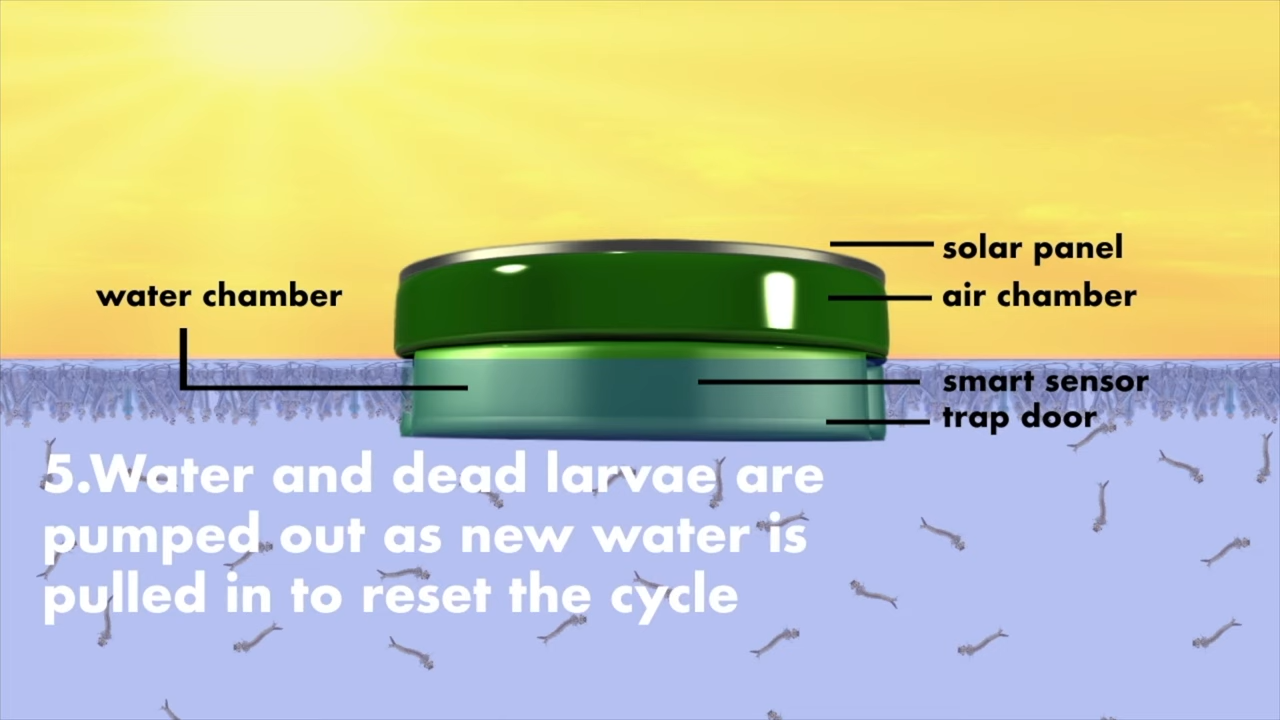 solar panel
water chamber
air chamber
smart sensor
trap door
5.Water and dead larvae are
pumped out as new water is
pulled in to reset the cycle